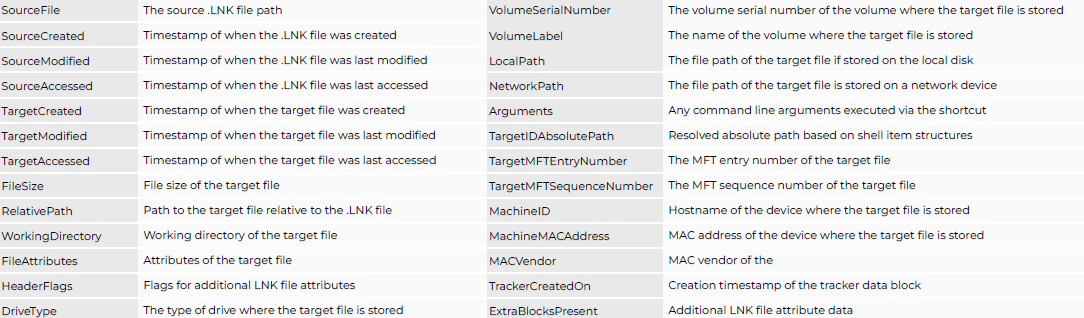 SourceFile The source .LNK file path
SourceCreated Timestamp of when the .LNK file was created
SourceModified Timestamp of when the .LNK file was last modified
SourceAccessed Timestamp of when the .LNK file was last accessed
TargetCreated Timestamp of when the target file was created
TargetModified Timestamp of when the target file was last modified
TargetAccessed Timestamp of when the target file was last accessed
FileSize File size of the target file
RelativePath Path to the target file relative to the .LNK file
WorkingDirectory Working directory of the target file
FileAttributes Attributes of the target file
HeaderFlags Flags for additional LNK file attributes
DriveType The type of drive where the target file is stored
VolumeSerialNumber The volume serial number of the volume where the target file is stored
VolumeLabel The name of the volume where the target file is stored
LocalPath The file path of the target file if stored on the local disk
NetworkPath The file path of the target file is stored on a network device
Arguments Any command line arguments executed via the shortcut
TargetIDAbsolutePath Resolved absolute path based on shell item structures
TargetMFTEntryNumber The MFT entry number of the target file
TargetMFTSequenceNumber The MFT sequence number of the target file
MachineID Hostname of the device where the target file is stored
MachineMACAddress MAC address of the device where the target file is stored
MACVendor MAC vendor of the
TrackerCreatedOn Creation timestamp of the tracker data block
ExtraBlocksPresent Additional LNK file attribute data